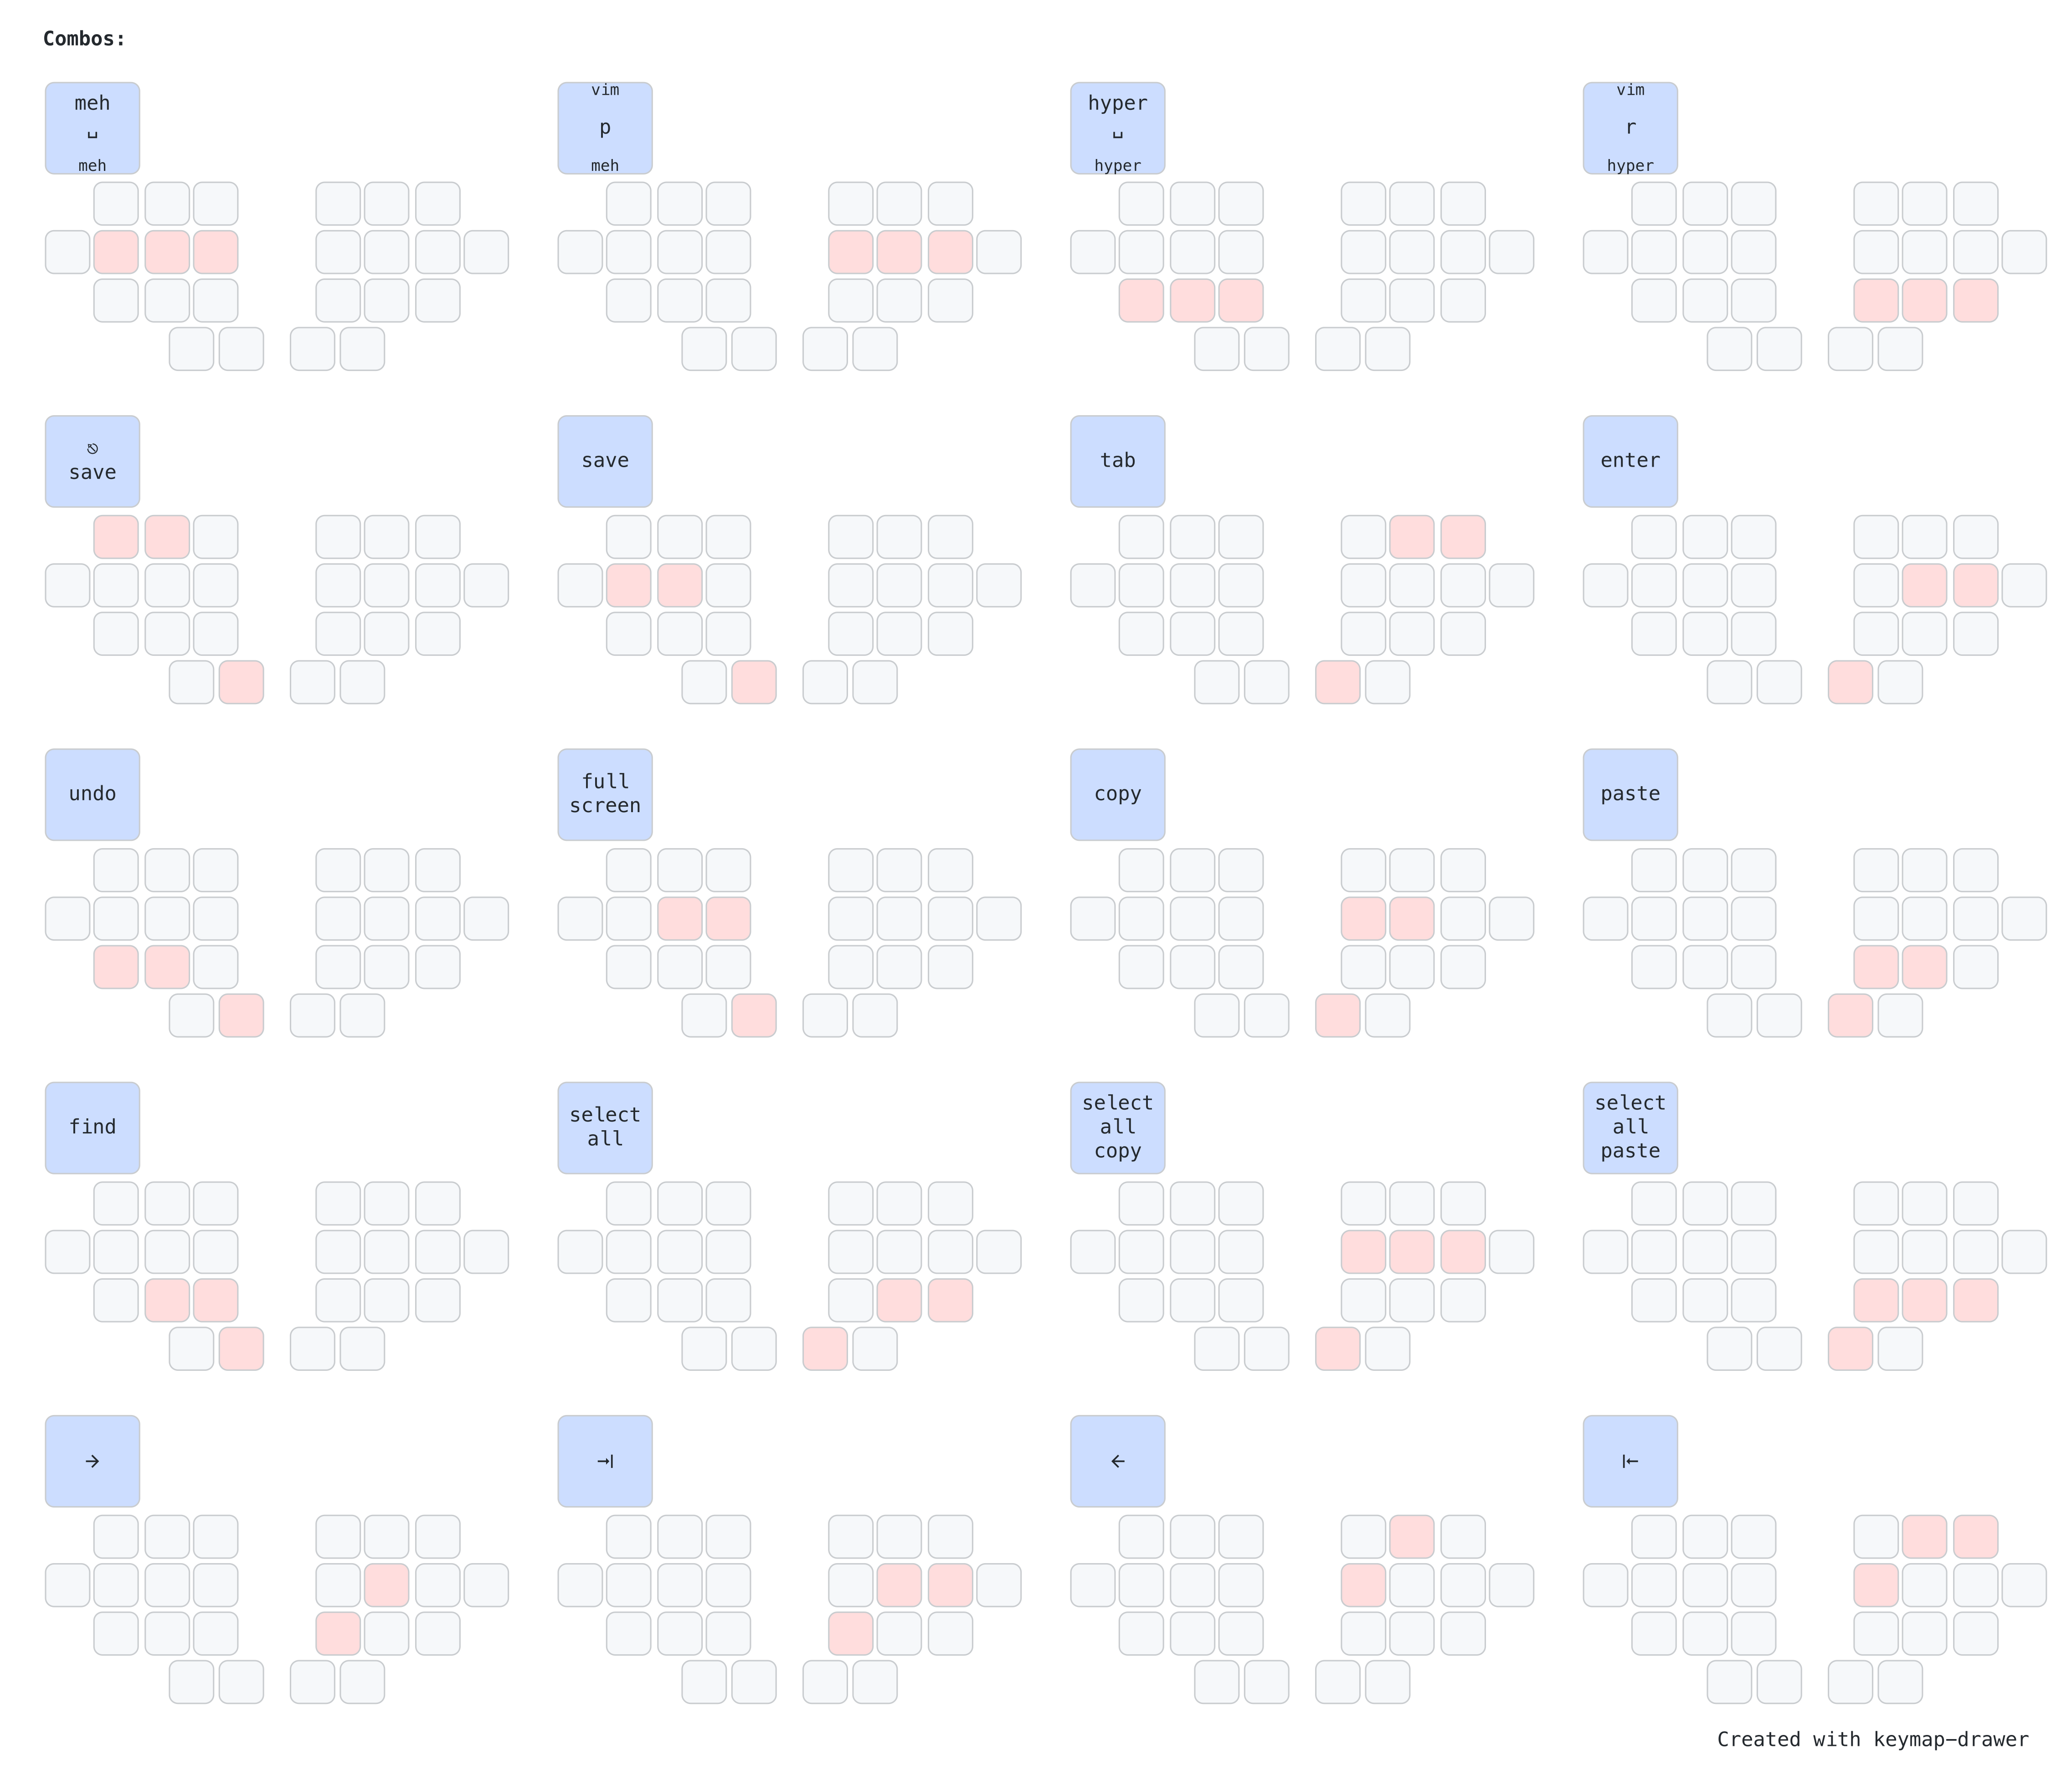 Combos:
meh
␣
meh
vim
p
meh
hyper
␣
hyper
vim
r
hyper
⎋
save
save
tab
enter
undo
full
screen
copy
paste
find
select
all
select
all
copy
select
all
paste
→
⇥
←
⇤
Created with keymap-drawer